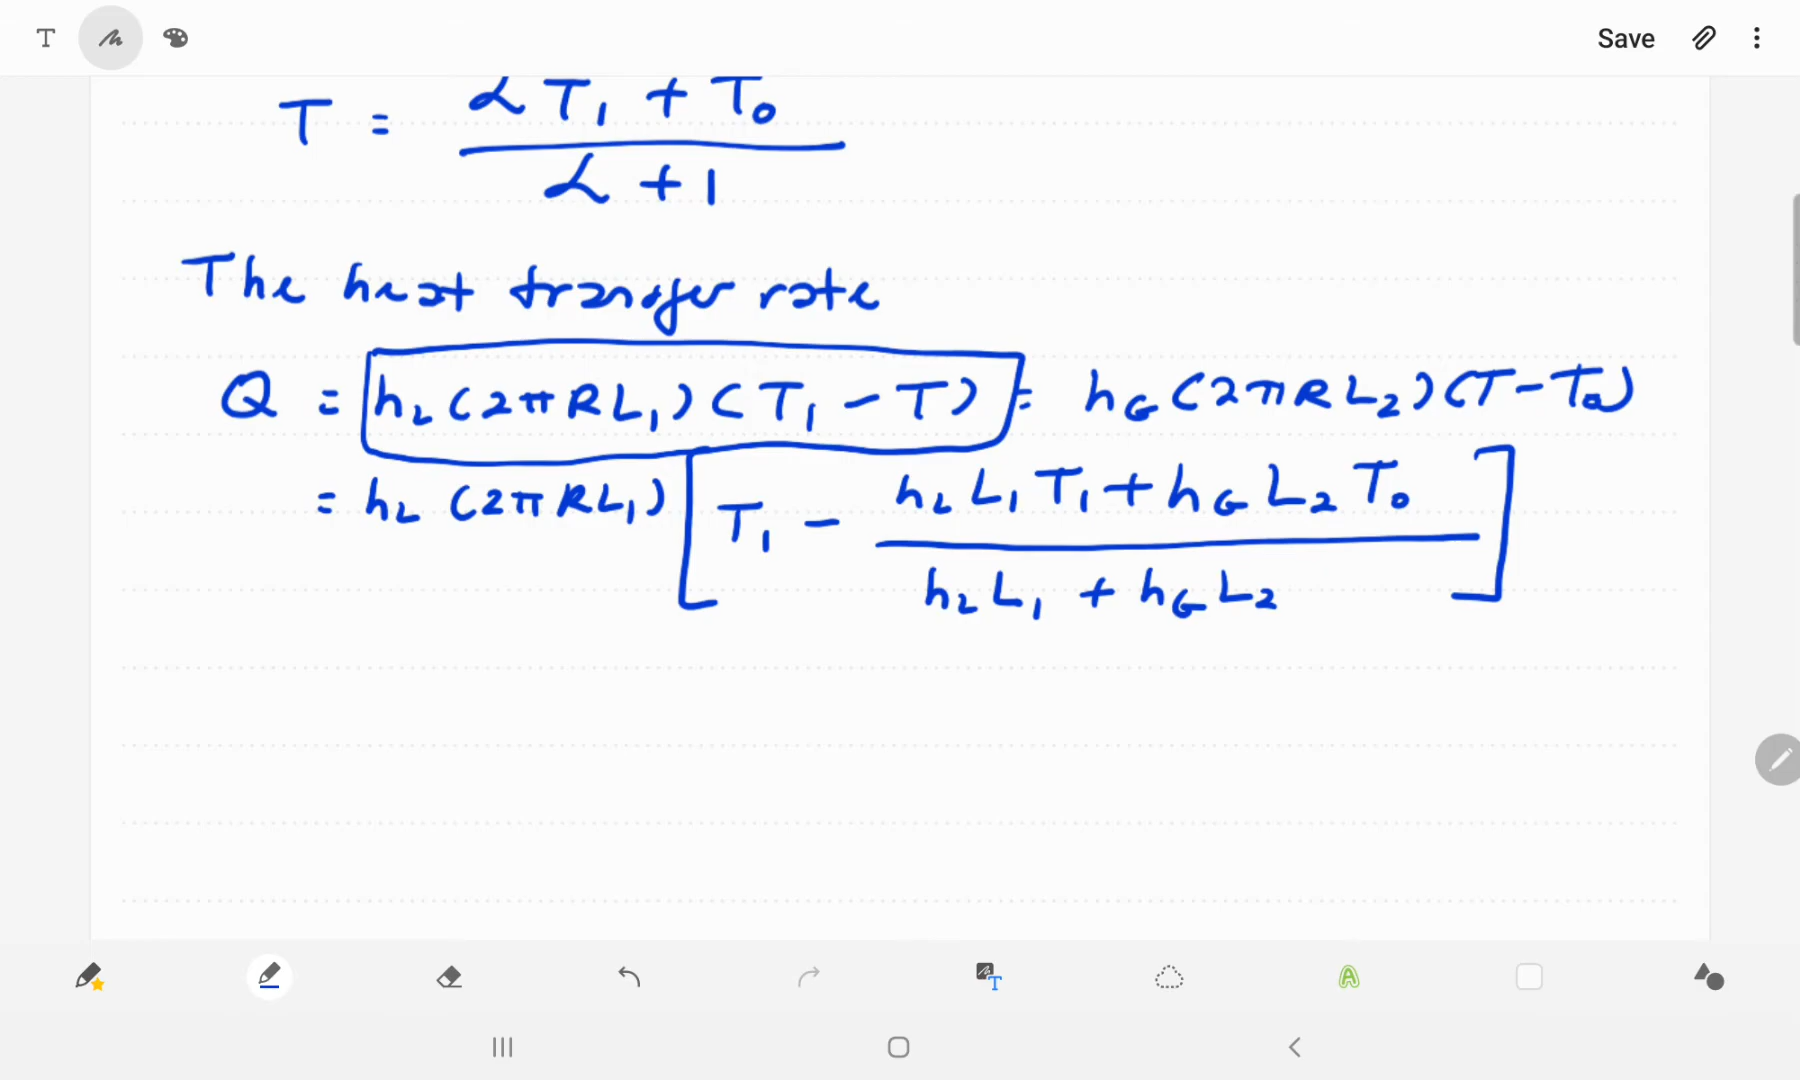 T Save
T = αT₁ + T₀ / α + 1
The heat transfer rate
Q = h_L (2πRL₁) (T₁ − T) = h_G (2πRL₂) (T − T₀)
= h_L (2πRL₁) [T₁ − h_L L₁ T₁ + h_G L₂ T₀ / h_L L₁ + h_G L₂]
T A